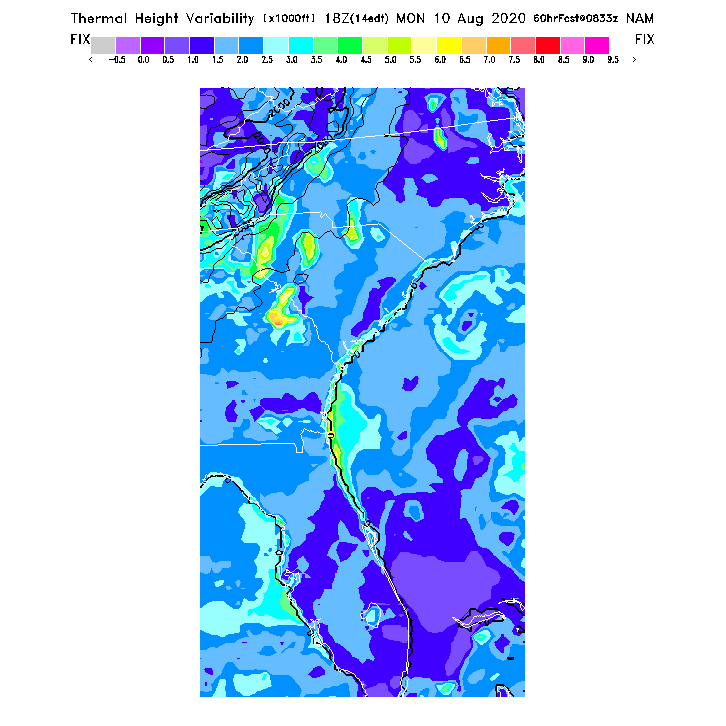 Thermal Height Variability [x1000ft] 18Z(14edt) MON 10 Aug 2020 60hrFcst@0833z NAM
FIX FIX
< -0.5 0.0 0.5 1.0 1.5 2.0 2.5 3.0 3.5 4.0 4.5 5.0 5.5 6.0 6.5 7.0 7.5 8.0 8.5 9.0 9.5 >